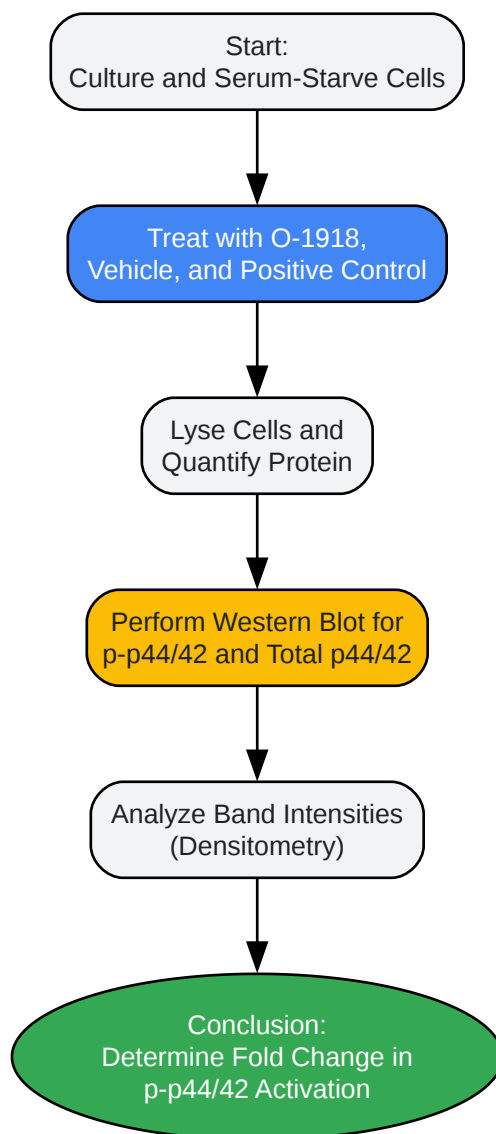 Start:
Culture and Serum-Starve Cells
Treat with O-1918,
Vehicle, and Positive Control
Lyse Cells and
Quantify Protein
Perform Western Blot for
p-p44/42 and Total p44/42
Analyze Band Intensities
(Densitometry)
Conclusion:
Determine Fold Change in
p-p44/42 Activation